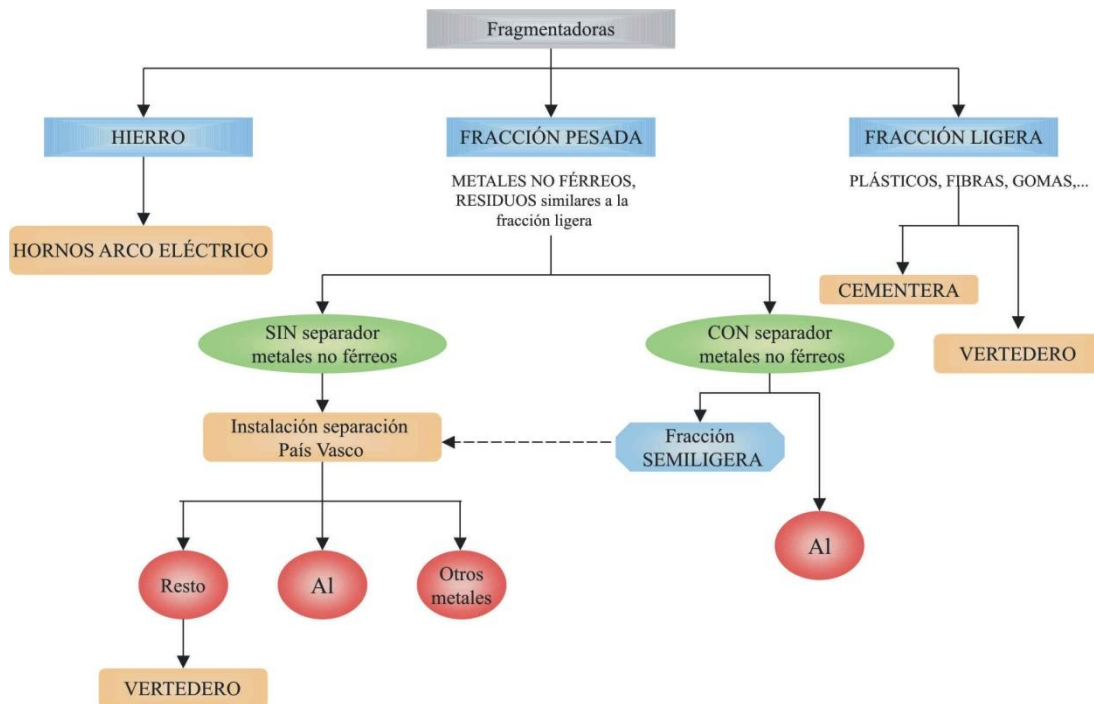 Fragmentadoras
HIERRO
FRACCIÓN PESADA
FRACCIÓN LIGERA
METALES NO FÉRREOS,
RESIDUOS similares a la
fracción ligera
PLÁSTICOS, FIBRAS, GOMAS,...
HORNOS ARCO ELÉCTRICO
CEMENTERA
VERTEDERO
SIN separador
metales no férreos
CON separador
metales no férreos
Instalación separación
País Vasco
Fracción
SEMILIGERA
Resto
Al
Otros
metales
Al
VERTEDERO